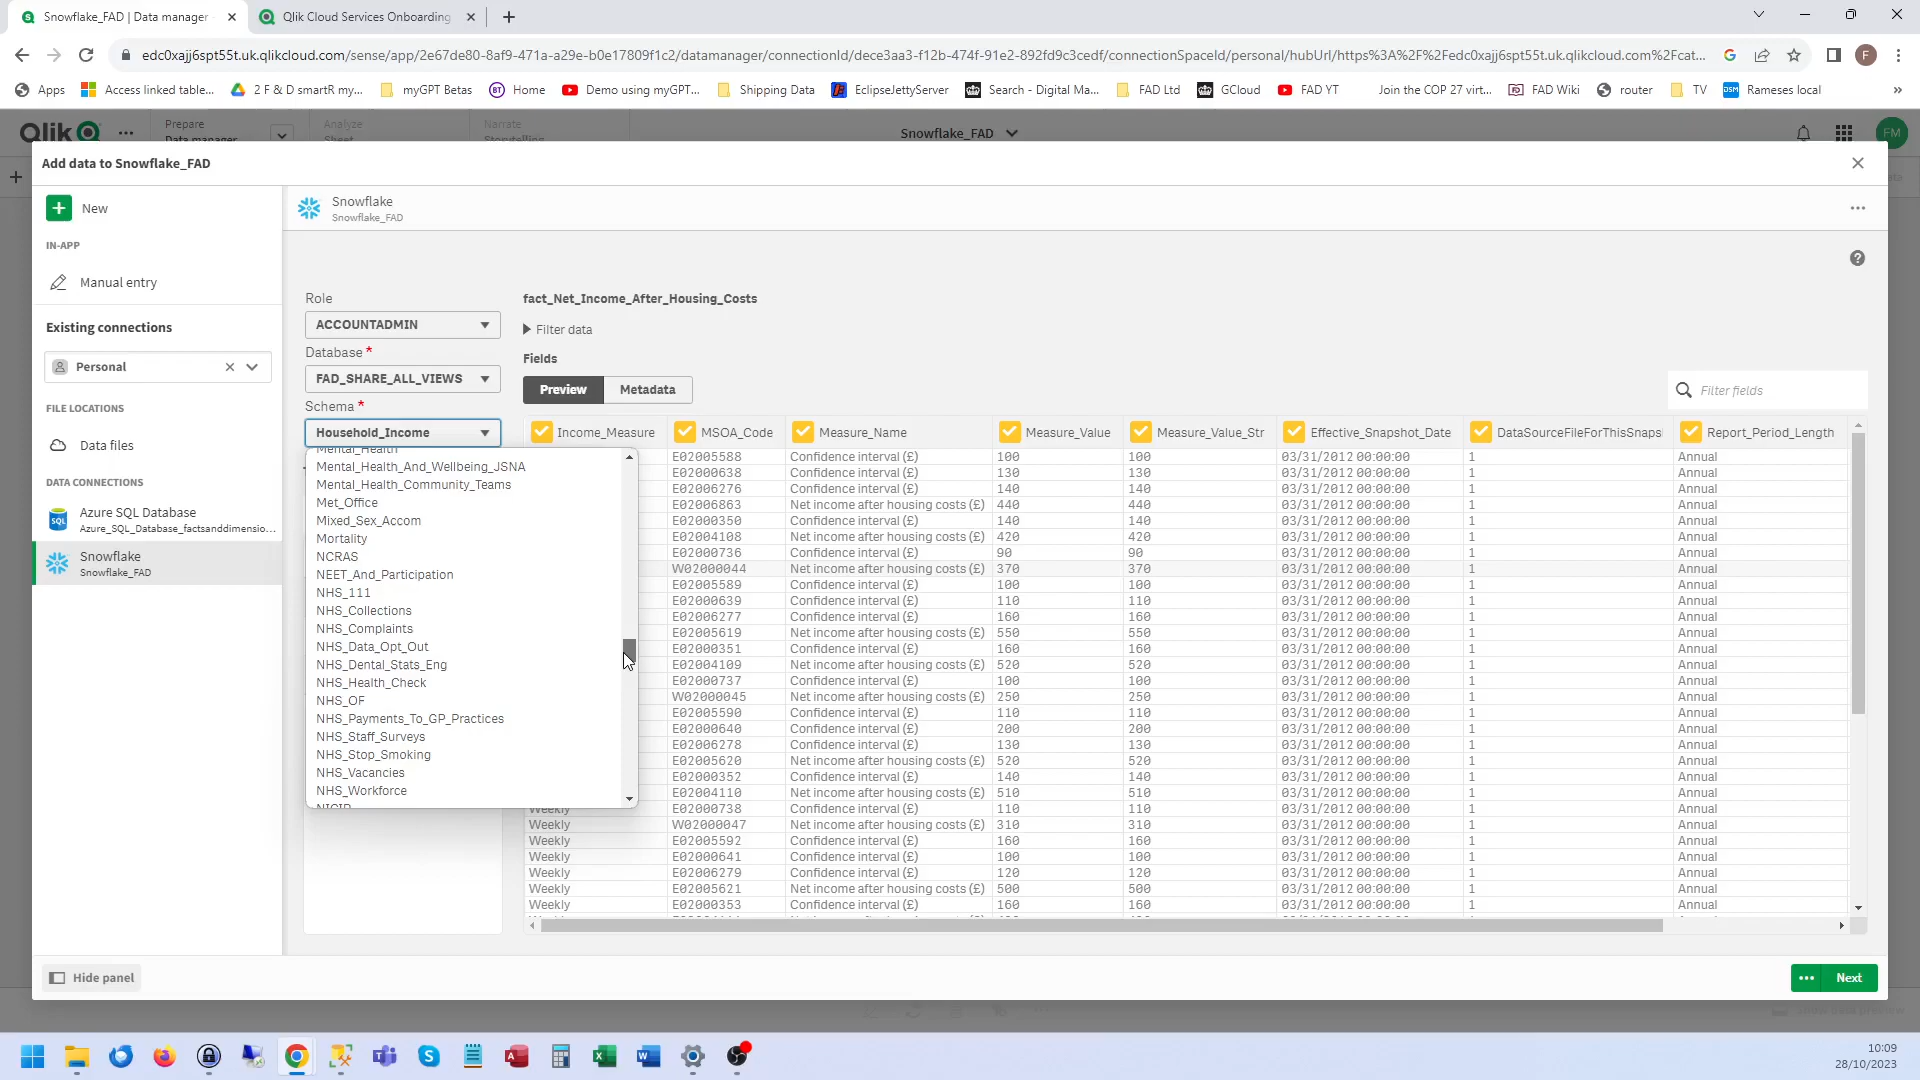 Snowflake_FAD | Data manager
Qlik Cloud Services Onboarding
edc0xajj6spt55t.uk.qlikcloud.com/sense/app/2e67de80-8af9-471a-a29e-b0e17809f1c2/datamanager/connectionId/dece3aa3-f12b-474f-91e2-892fd9c3cedf/connectionSpaceId/personal/hubUrl/https%3A%2F%2Fedc0xajj6spt55t.uk.qlikcloud.com%2Fcat...
F
Apps Access linked table... 2 F & D smartR my... myGPT Betas Home Demo using myGPT... Shipping Data EclipseJettyServer Search - Digital Ma... FAD Ltd GCloud FAD YT Join the COP 27 virt... FAD Wiki router TV Rameses local »
Qlik ... Prepare Analyze Narrate
Data manager Sheet Storytelling
Snowflake_FAD FM
Add data to Snowflake_FAD
New
IN-APP
Manual entry
Existing connections
Personal
FILE LOCATIONS
Data files
DATA CONNECTIONS
Azure SQL Database
Azure_SQL_Database_factsanddimensio...
Snowflake
Snowflake_FAD
Hide panel
Snowflake
Snowflake_FAD
Role
ACCOUNTADMIN
Database *
FAD_SHARE_ALL_VIEWS
Schema *
Household_Income
Mental_Health
Mental_Health_And_Wellbeing_JSNA
Mental_Health_Community_Teams
Met_Office
Mixed_Sex_Accom
Mortality
NCRAS
NEET_And_Participation
NHS_111
NHS_Collections
NHS_Complaints
NHS_Data_Opt_Out
NHS_Dental_Stats_Eng
NHS_Health_Check
NHS_OF
NHS_Payments_To_GP_Practices
NHS_Staff_Surveys
NHS_Stop_Smoking
NHS_Vacancies
NHS_Workforce
fact_Net_Income_After_Housing_Costs
Filter data
Fields
Preview Metadata
Filter fields
Income_Measure MSOA_Code Measure_Name Measure_Value Measure_Value_Str Effective_Snapshot_Date DataSourceFileForThisSnaps Report_Period_Length
E02005588 Confidence interval (£) 100 100 03/31/2012 00:00:00 1 Annual
E02000638 Confidence interval (£) 130 130 03/31/2012 00:00:00 1 Annual
E02006276 Confidence interval (£) 140 140 03/31/2012 00:00:00 1 Annual
E02006863 Net income after housing costs (£) 440 440 03/31/2012 00:00:00 1 Annual
E02000350 Confidence interval (£) 140 140 03/31/2012 00:00:00 1 Annual
E02004108 Net income after housing costs (£) 420 420 03/31/2012 00:00:00 1 Annual
E02000736 Confidence interval (£) 90 90 03/31/2012 00:00:00 1 Annual
W02000044 Net income after housing costs (£) 370 370 03/31/2012 00:00:00 1 Annual
E02005589 Confidence interval (£) 100 100 03/31/2012 00:00:00 1 Annual
E02000639 Confidence interval (£) 110 110 03/31/2012 00:00:00 1 Annual
E02006277 Confidence interval (£) 160 160 03/31/2012 00:00:00 1 Annual
E02005619 Net income after housing costs (£) 550 550 03/31/2012 00:00:00 1 Annual
E02000351 Confidence interval (£) 160 160 03/31/2012 00:00:00 1 Annual
E02004109 Net income after housing costs (£) 520 520 03/31/2012 00:00:00 1 Annual
E02000737 Confidence interval (£) 100 100 03/31/2012 00:00:00 1 Annual
W02000045 Net income after housing costs (£) 250 250 03/31/2012 00:00:00 1 Annual
E02005590 Confidence interval (£) 110 110 03/31/2012 00:00:00 1 Annual
E02000640 Confidence interval (£) 200 200 03/31/2012 00:00:00 1 Annual
E02006278 Confidence interval (£) 130 130 03/31/2012 00:00:00 1 Annual
E02005620 Net income after housing costs (£) 520 520 03/31/2012 00:00:00 1 Annual
E02000352 Confidence interval (£) 140 140 03/31/2012 00:00:00 1 Annual
E02004110 Net income after housing costs (£) 510 510 03/31/2012 00:00:00 1 Annual
Weekly E02000738 Confidence interval (£) 110 110 03/31/2012 00:00:00 1 Annual
Weekly W02000047 Net income after housing costs (£) 310 310 03/31/2012 00:00:00 1 Annual
Weekly E02005592 Confidence interval (£) 160 160 03/31/2012 00:00:00 1 Annual
Weekly E02000641 Confidence interval (£) 100 100 03/31/2012 00:00:00 1 Annual
Weekly E02006279 Confidence interval (£) 120 120 03/31/2012 00:00:00 1 Annual
Weekly E02005621 Net income after housing costs (£) 500 500 03/31/2012 00:00:00 1 Annual
Weekly E02000353 Confidence interval (£) 160 160 03/31/2012 00:00:00 1 Annual
Next
10:09
28/10/2023